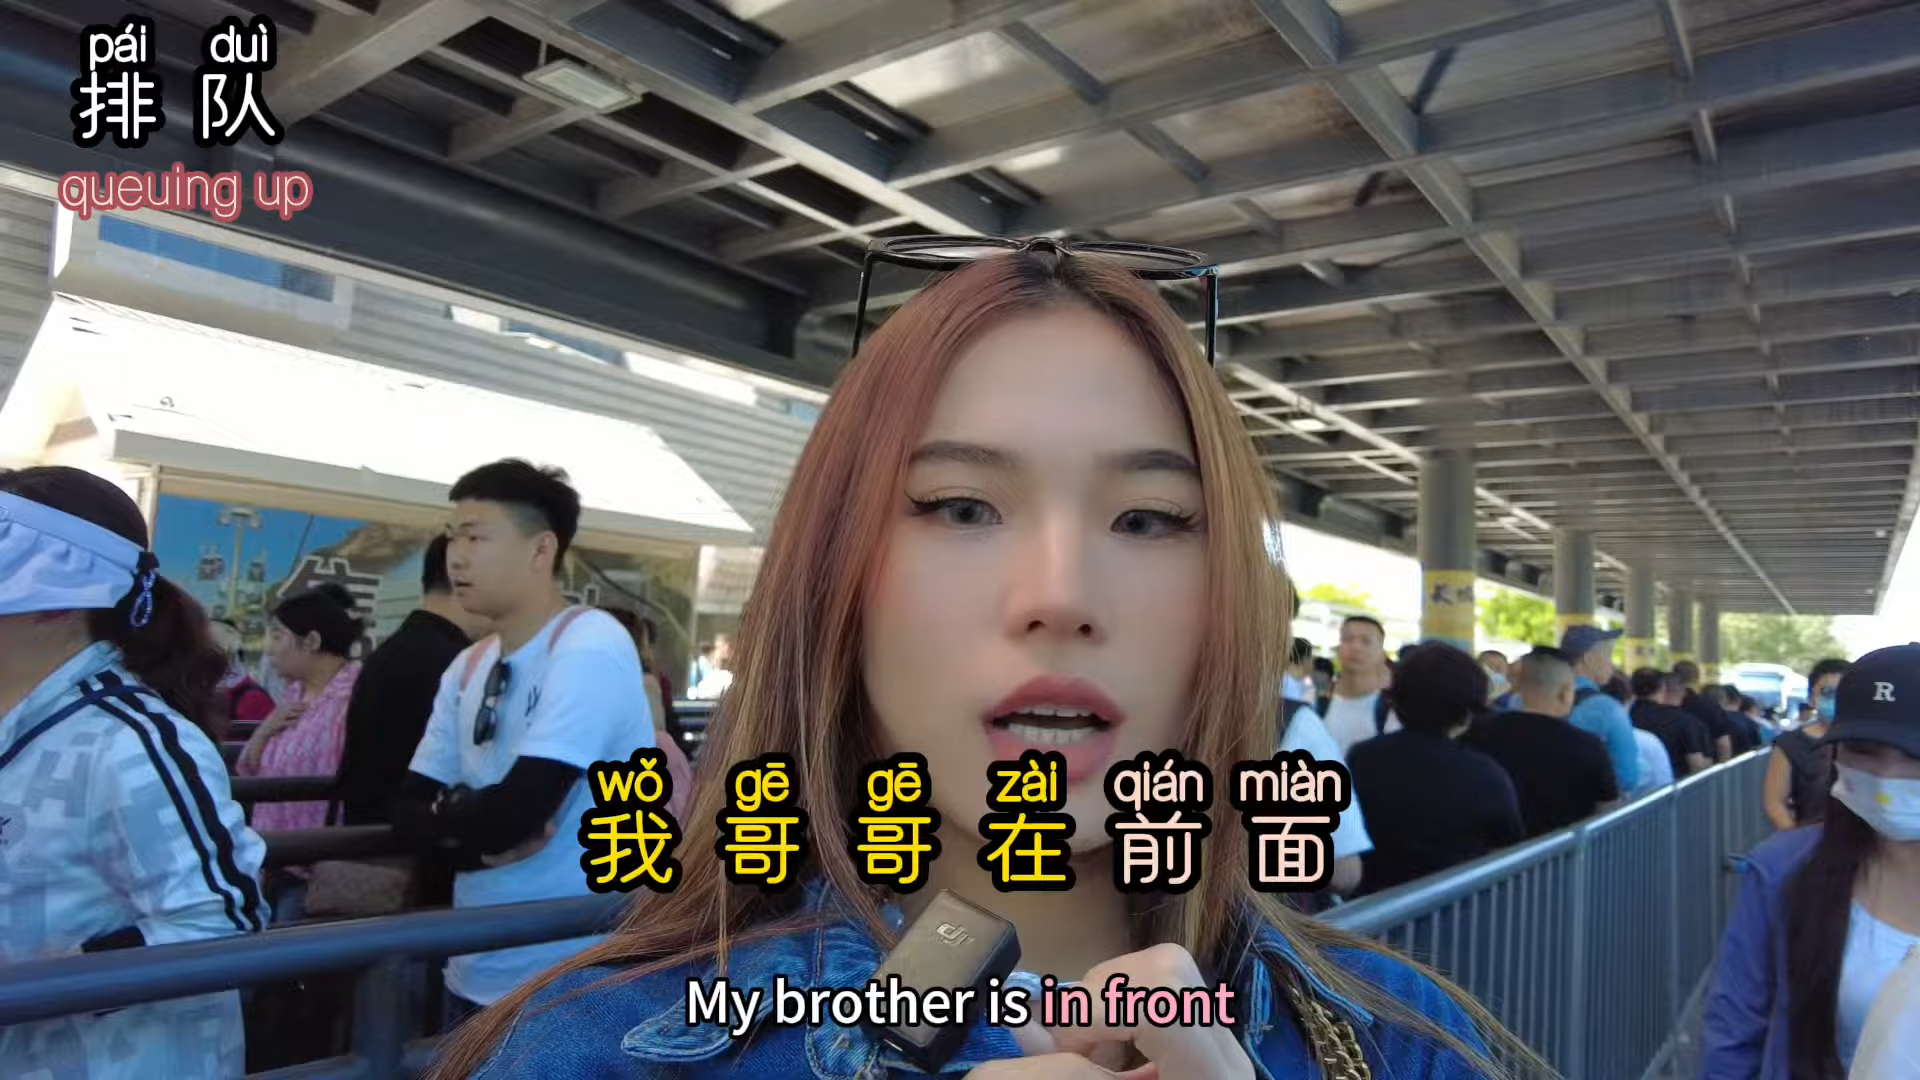 pái duì
排 队
queuing up
R
wǒ gē gē zài qián miàn
我 哥 哥 在 前 面
dji
My brother is in front